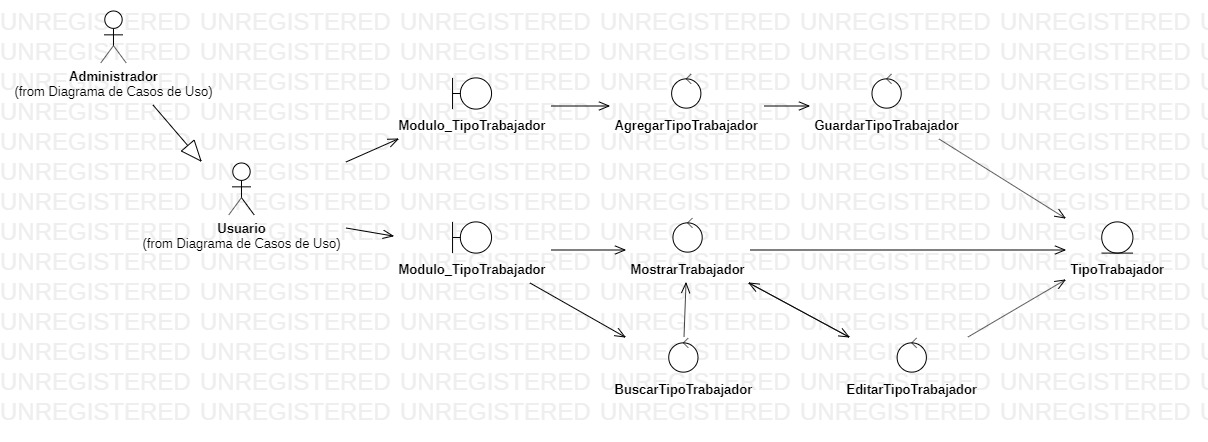 Administrador
(from Diagrama de Casos de Uso)
Modulo_TipoTrabajador
AgregarTipoTrabajador
GuardarTipoTrabajador
Usuario
(from Diagrama de Casos de Uso)
Modulo_TipoTrabajador
MostrarTrabajador
TipoTrabajador
BuscarTipoTrabajador
EditarTipoTrabajador
UNREGISTERED